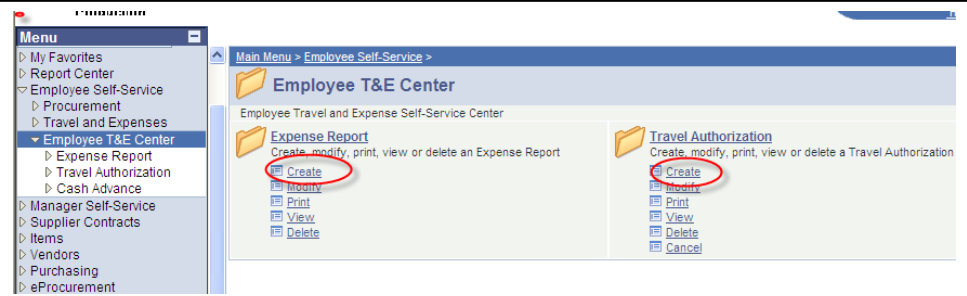 Menu
My Favorites
Report Center
Employee Self-Service
Procurement
Travel and Expenses
Employee T&E Center
Expense Report
Travel Authorization
Cash Advance
Manager Self-Service
Supplier Contracts
Items
Vendors
Purchasing
eProcurement
Main Menu > Employee Self-Service >
Employee T&E Center
Employee Travel and Expense Self-Service Center
Expense Report
Create, modify, print, view or delete an Expense Report
Create
Modify
Print
View
Delete
Travel Authorization
Create, modify, print, view or delete a Travel Authorization
Create
Modify
Print
View
Delete
Cancel